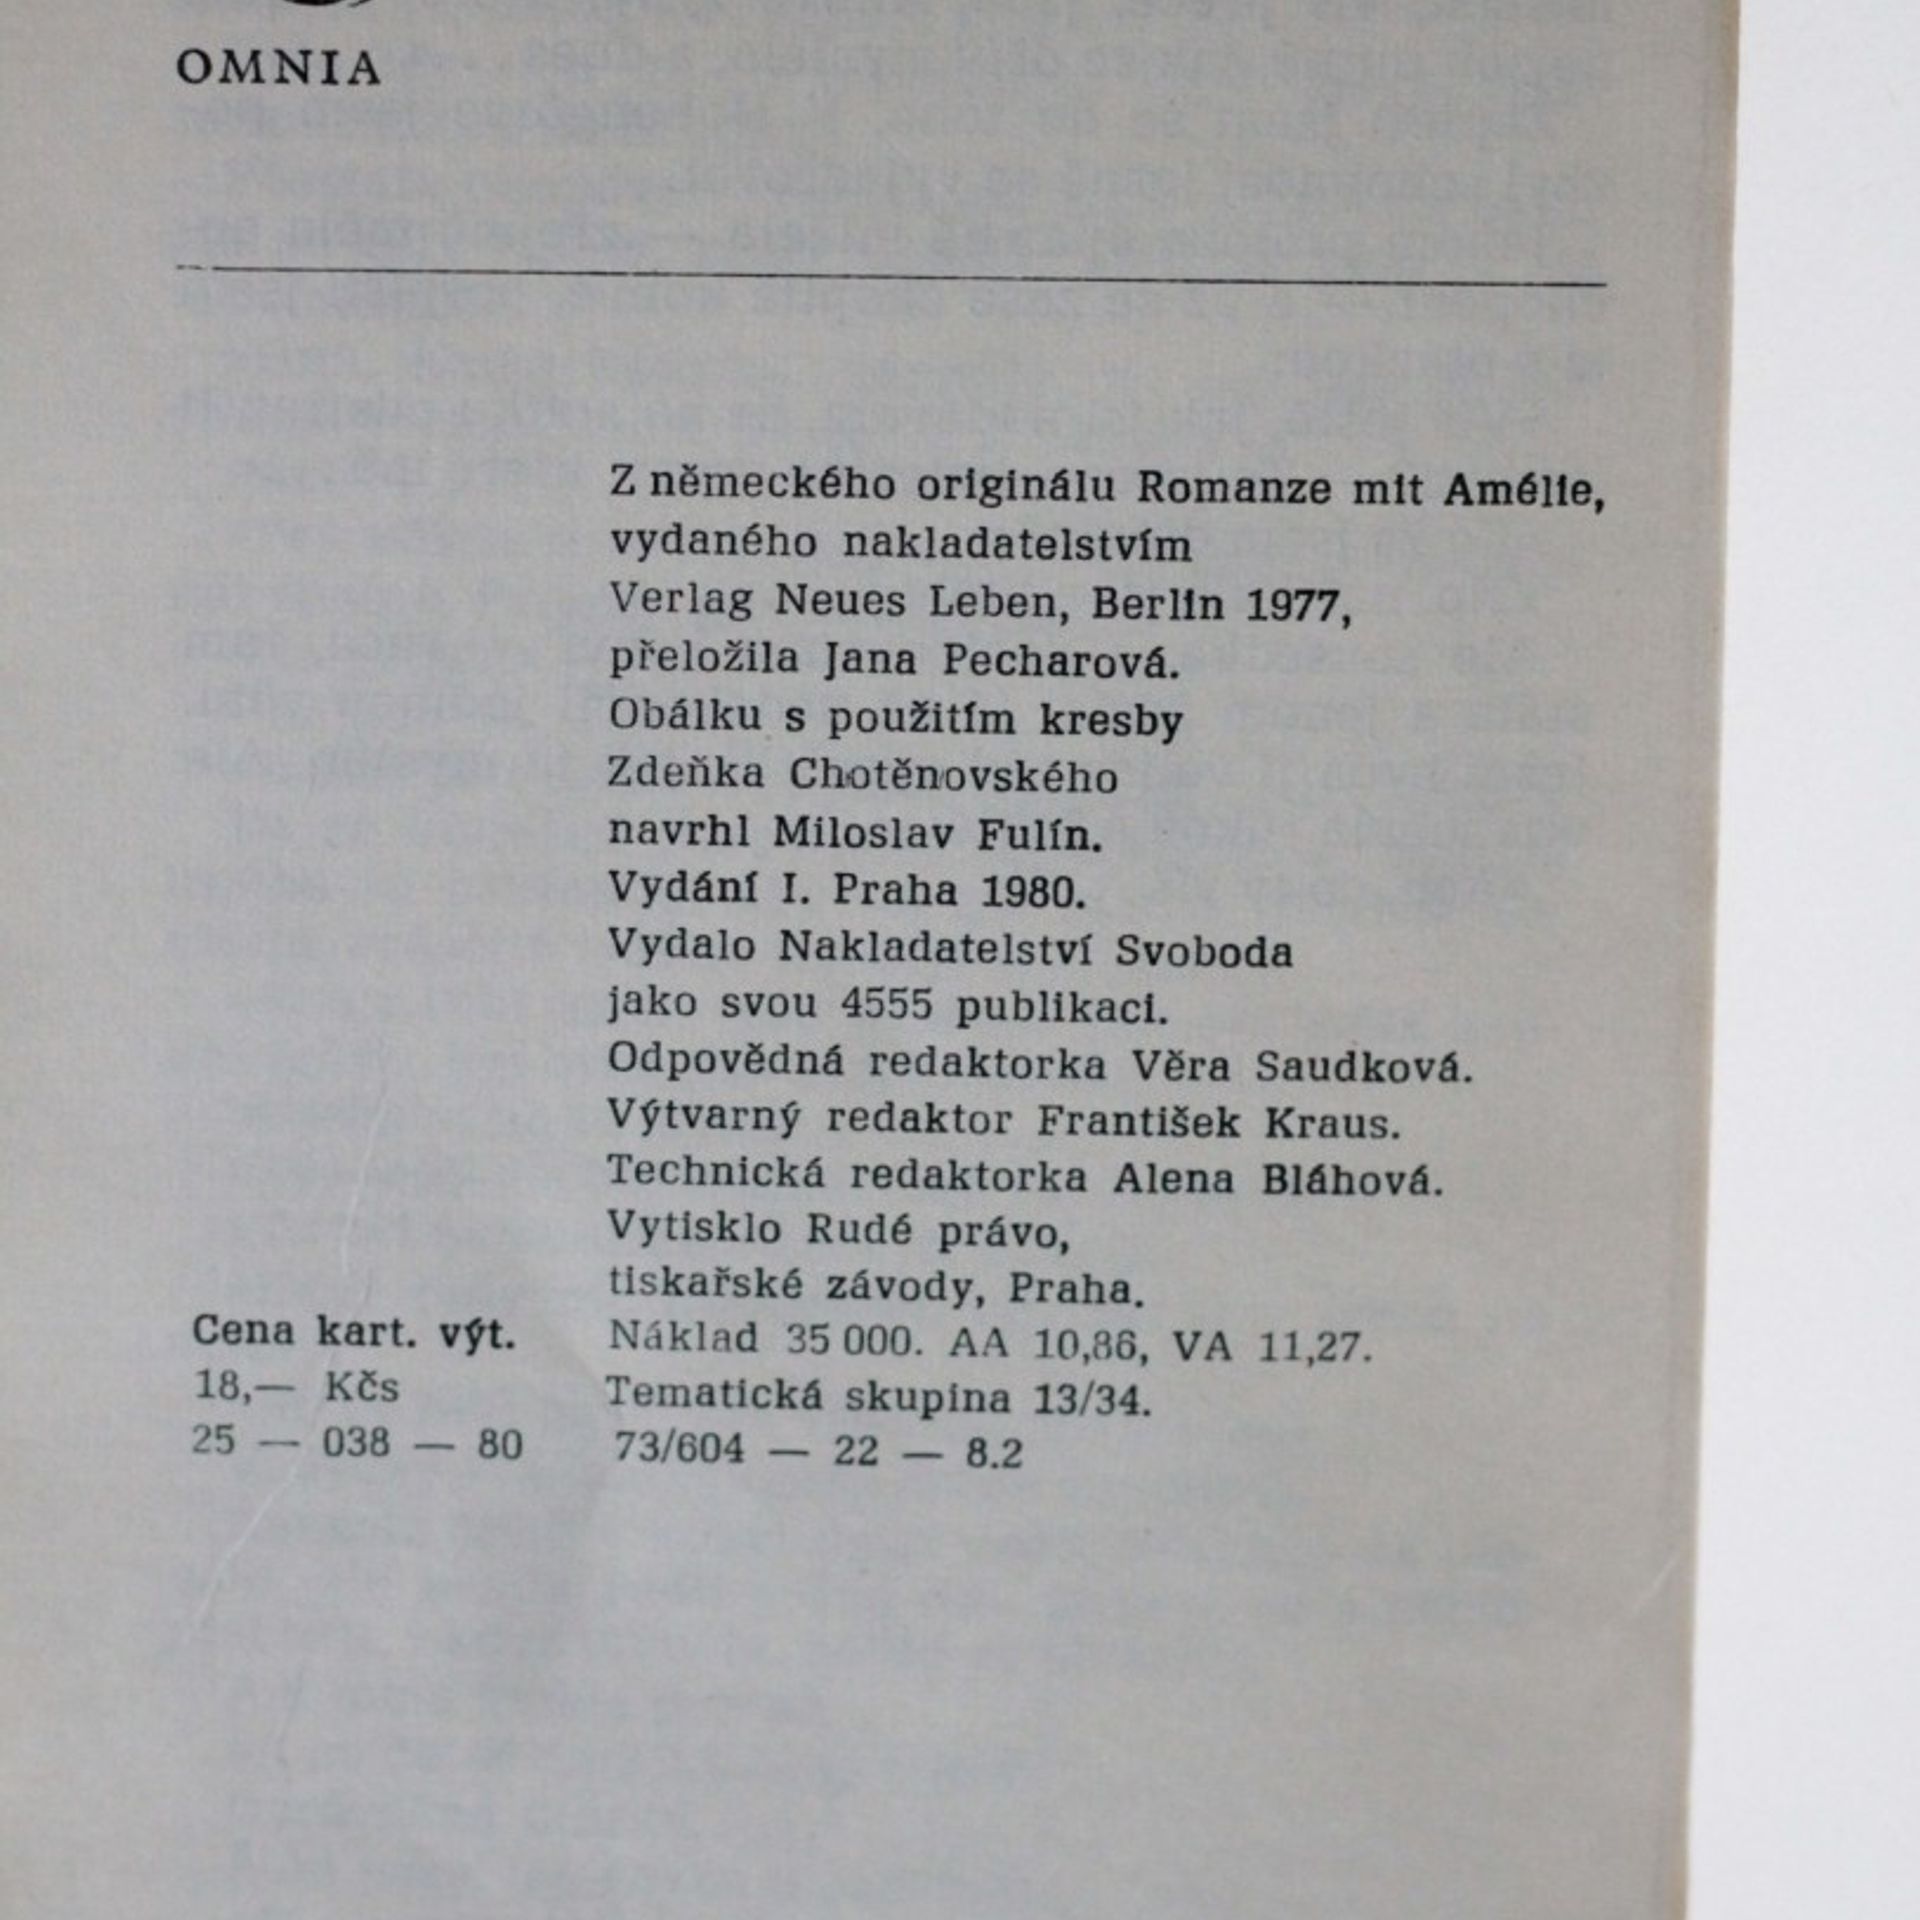 OMNIA
Z německého originálu Romanze mit Amélie,
vydaného nakladatelstvím
Verlag Neues Leben, Berlin 1977,
přeložila Jana Pecharová.
Obálku s použitím kresby
Zdeňka Chotěnovského
navrhl Miloslav Fulín.
Vydání I. Praha 1980.
Vydalo Nakladatelství Svoboda
jako svou 4555 publikaci.
Odpovědná redaktorka Věra Saudková.
Výtvarný redaktor František Kraus.
Technická redaktorka Alena Bláhová.
Vytisklo Rudé právo,
tiskařské závody, Praha.
Náklad 35 000. AA 10,86, VA 11,27.
Tematická skupina 13/34.
73/604 — 22 — 8.2
Cena kart. výt.
18,— Kčs
25 — 038 — 80